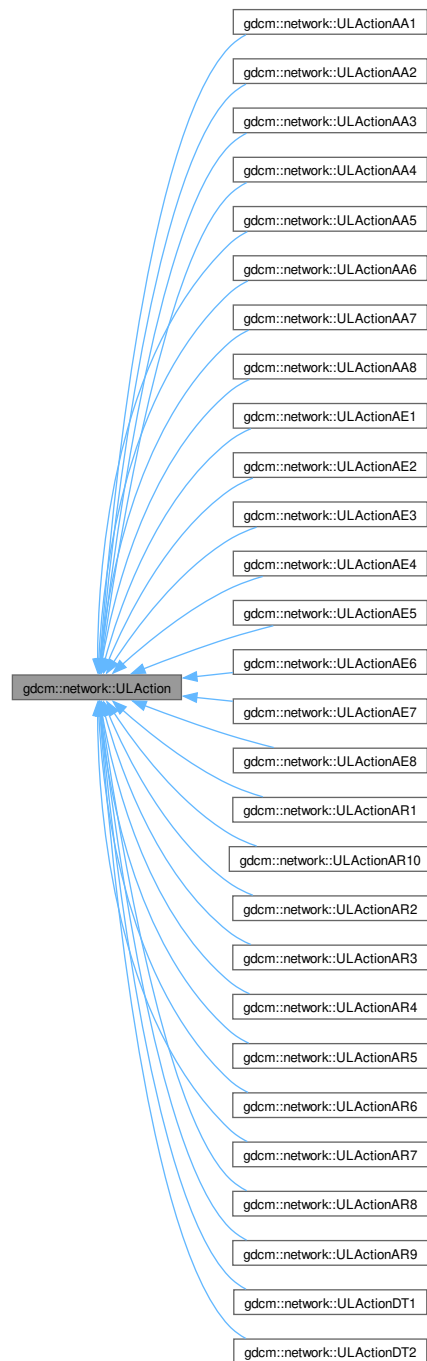 gdcm::network::ULActionAA1
gdcm::network::ULActionAA2
gdcm::network::ULActionAA3
gdcm::network::ULActionAA4
gdcm::network::ULActionAA5
gdcm::network::ULActionAA6
gdcm::network::ULActionAA7
gdcm::network::ULActionAA8
gdcm::network::ULActionAE1
gdcm::network::ULActionAE2
gdcm::network::ULActionAE3
gdcm::network::ULActionAE4
gdcm::network::ULActionAE5
gdcm::network::ULActionAE6
gdcm::network::ULAction
gdcm::network::ULActionAE7
gdcm::network::ULActionAE8
gdcm::network::ULActionAR1
gdcm::network::ULActionAR10
gdcm::network::ULActionAR2
gdcm::network::ULActionAR3
gdcm::network::ULActionAR4
gdcm::network::ULActionAR5
gdcm::network::ULActionAR6
gdcm::network::ULActionAR7
gdcm::network::ULActionAR8
gdcm::network::ULActionAR9
gdcm::network::ULActionDT1
gdcm::network::ULActionDT2